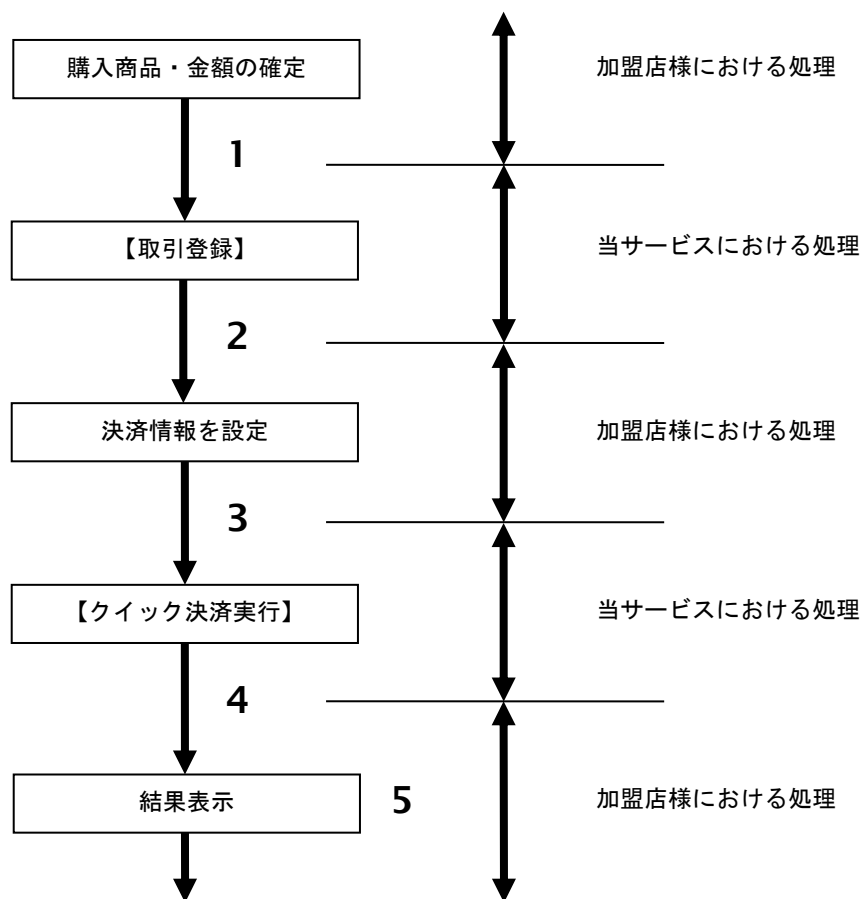 購入商品・金額の確定
加盟店様における処理
1
【取引登録】
当サービスにおける処理
2
決済情報を設定
加盟店様における処理
3
【クイック決済実行】
当サービスにおける処理
4
結果表示
5
加盟店様における処理